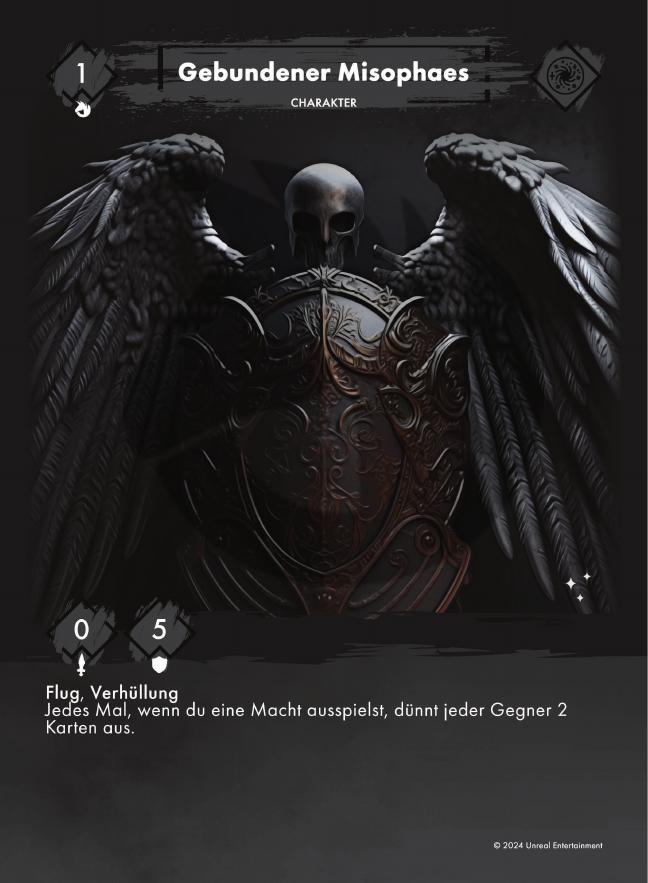 1
Gebundener Misophaes
CHARAKTER
0 5
Flug, Verhüllung
Jedes Mal, wenn du eine Macht ausspielst, dünnt jeder Gegner 2
Karten aus.
© 2024 Unreal Entertainment